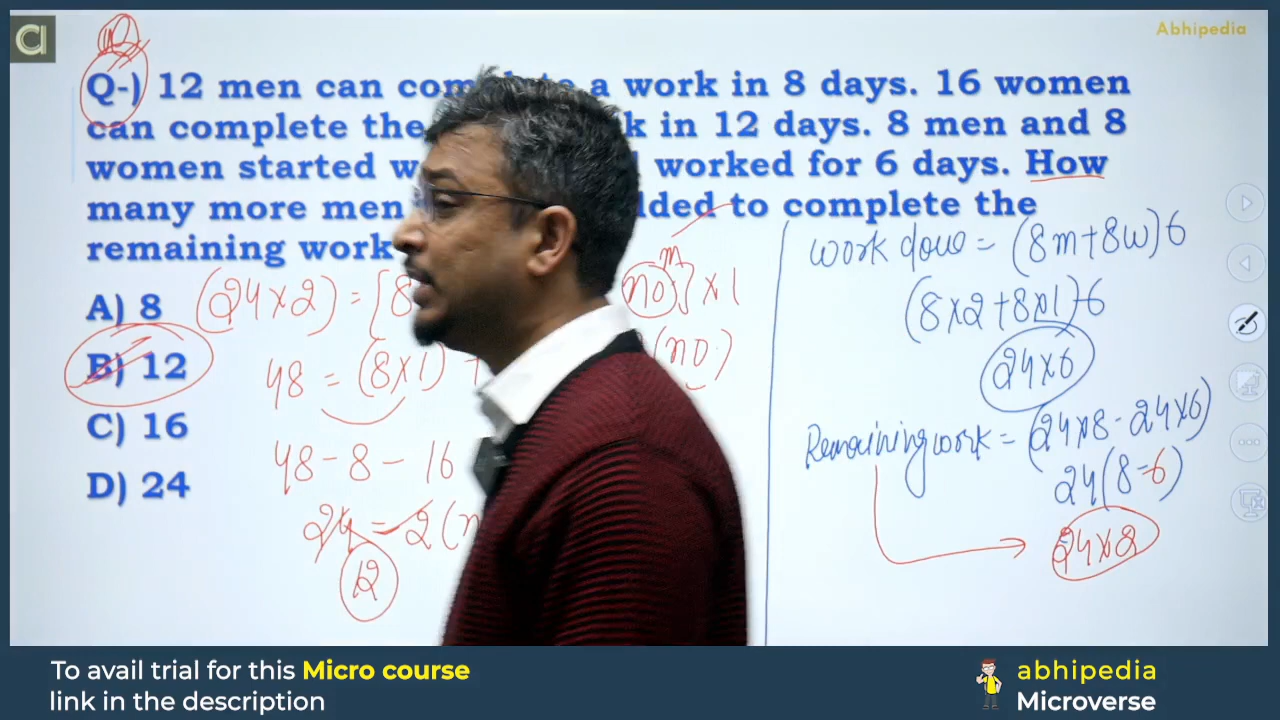 Abhipedia
Q-) 12 men can com a work in 8 days. 16 women
can complete the k in 12 days. 8 men and 8
women started w worked for 6 days. How
many more men dded to complete the
remaining work
A) 8
B) 12
C) 16
D) 24
(24×2) = [8 no. m} ×1
48 = (8×1) + (no.)
48 - 8 - 16
24 = 2 (n
12
work done = (8m+8w)6
(8×2+8×1)6
24×6
Remaining work = (24×8 - 24×6)
24(8-6)
24×2
To avail trial for this Micro course
link in the description
abhipedia
Microverse